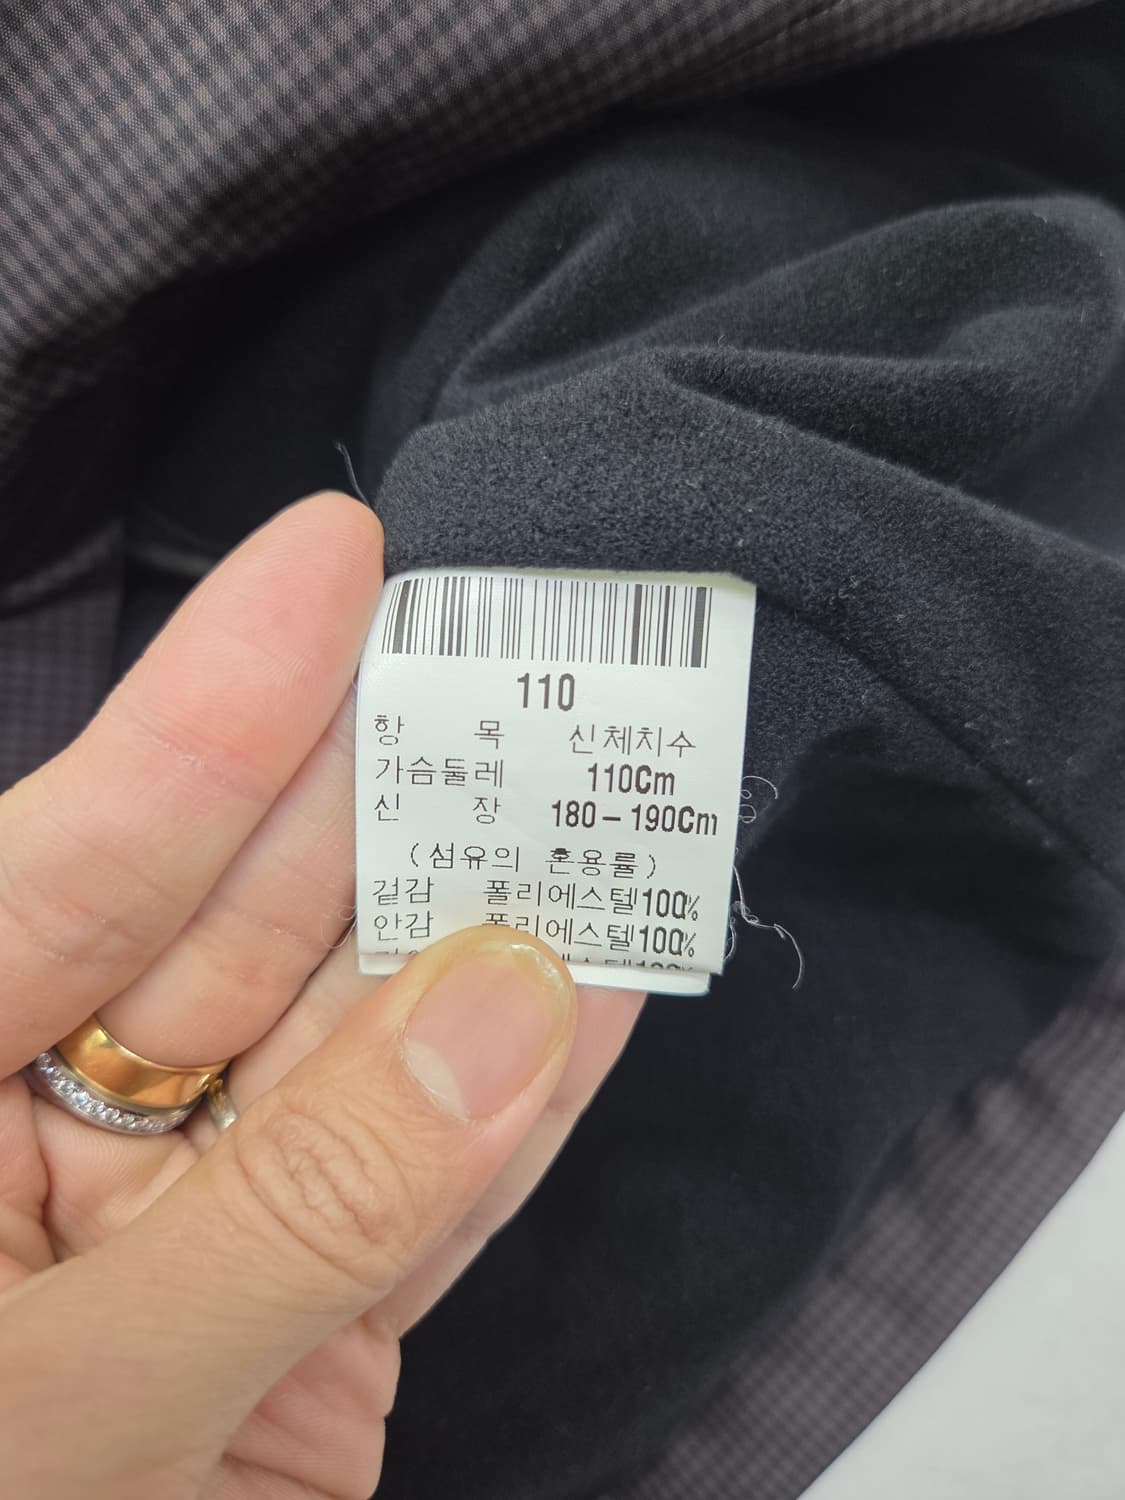 110
항 목 신체치수
가슴둘레 110Cm
신 장 180-190Cm
(섬유의 혼용률)
겉감 폴리에스텔100%
안감 폴리에스텔100%